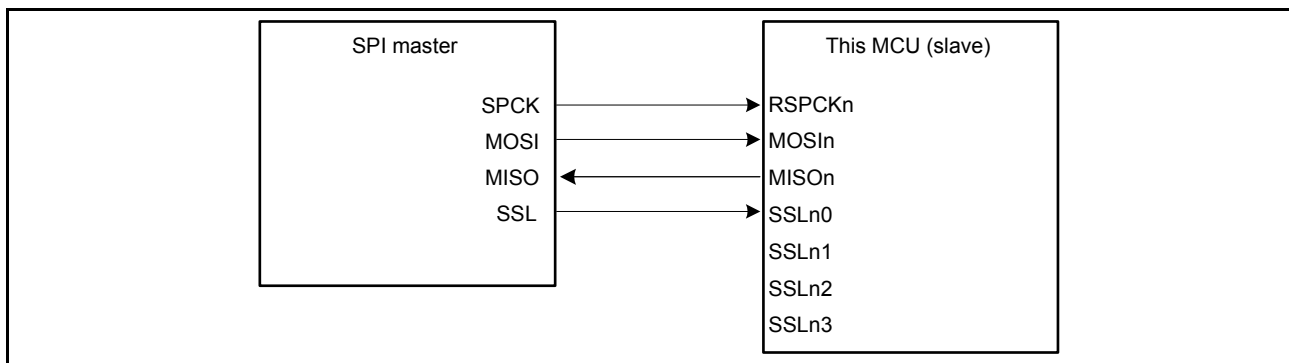 SPI master
SPCK
MOSI
MISO
SSL
This MCU (slave)
RSPCKn
MOSIn
MISOn
SSLn0
SSLn1
SSLn2
SSLn3